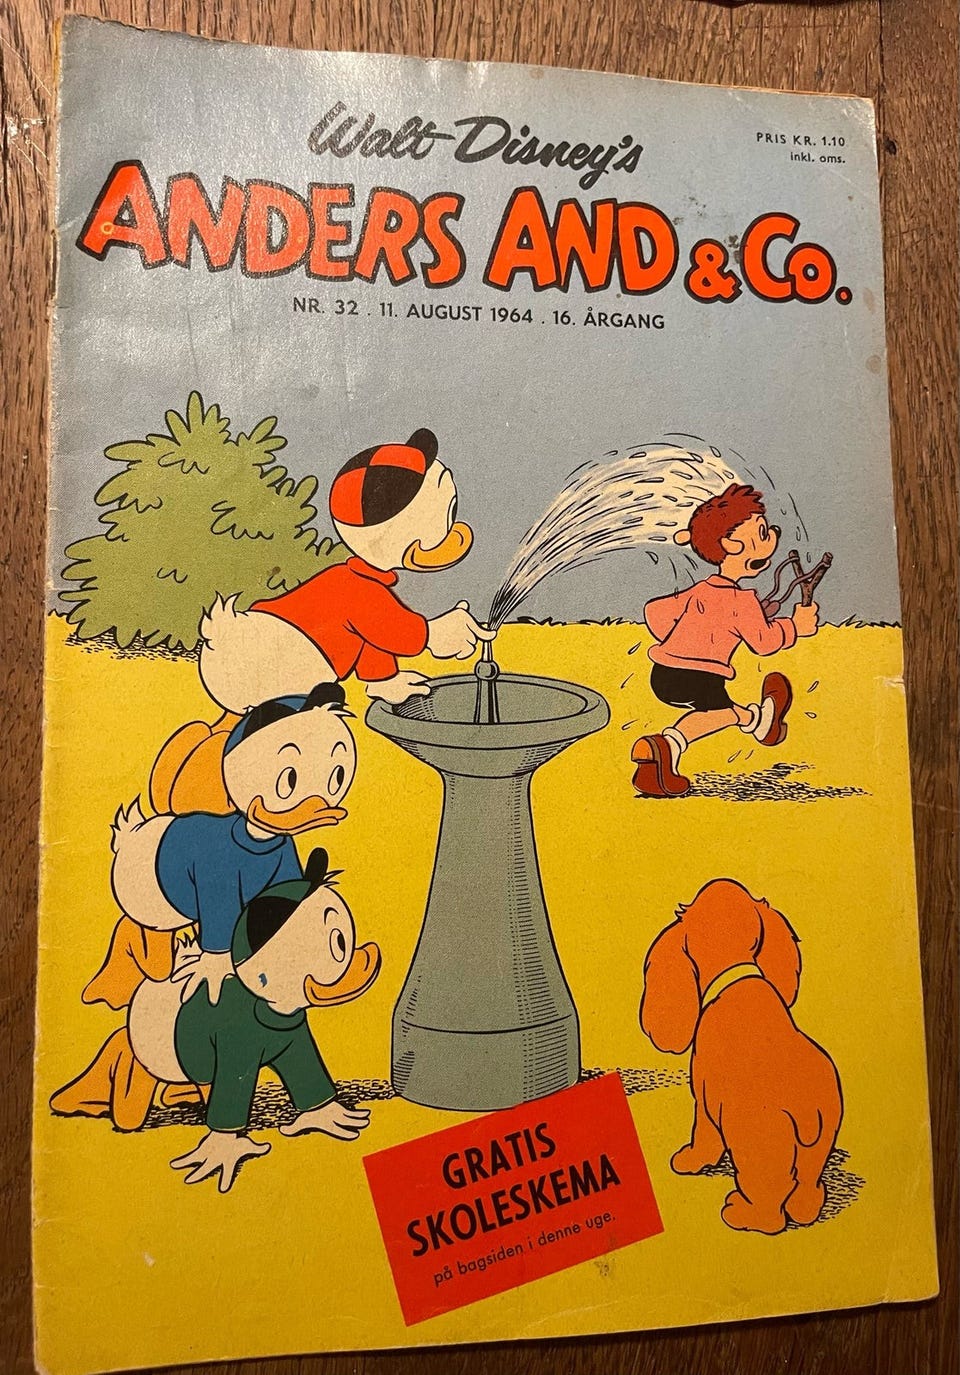 Walt Disney's
PRIS KR. 1.10
inkl. oms.
ANDERS AND & Co.
NR. 32 . 11. AUGUST 1964 . 16. ÅRGANG
GRATIS
SKOLESKEMA
på bagsiden i denne uge.